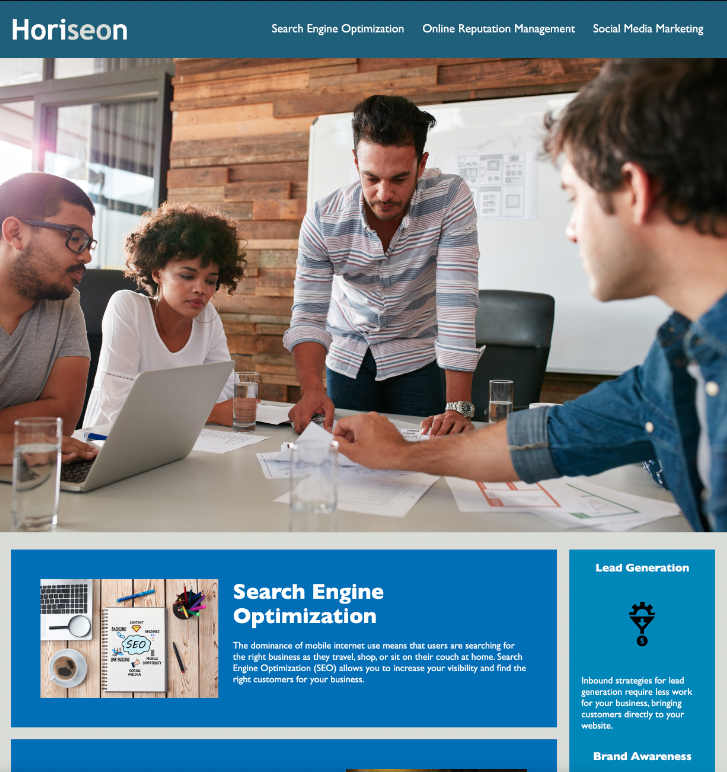 Horiseon
Search Engine Optimization
Online Reputation Management
Social Media Marketing
Search Engine
Optimization
The dominance of mobile internet use means that users are searching for
the right business as they travel, shop, or sit on their couch at home. Search
Engine Optimization (SEO) allows you to increase your visibility and find the
right customers for your business.
CONTENT
SEO
SOCIAL
MEDIA
Lead Generation
Inbound strategies for lead
generation require less work
for your business, bringing
customers directly to your
website.
Brand Awareness